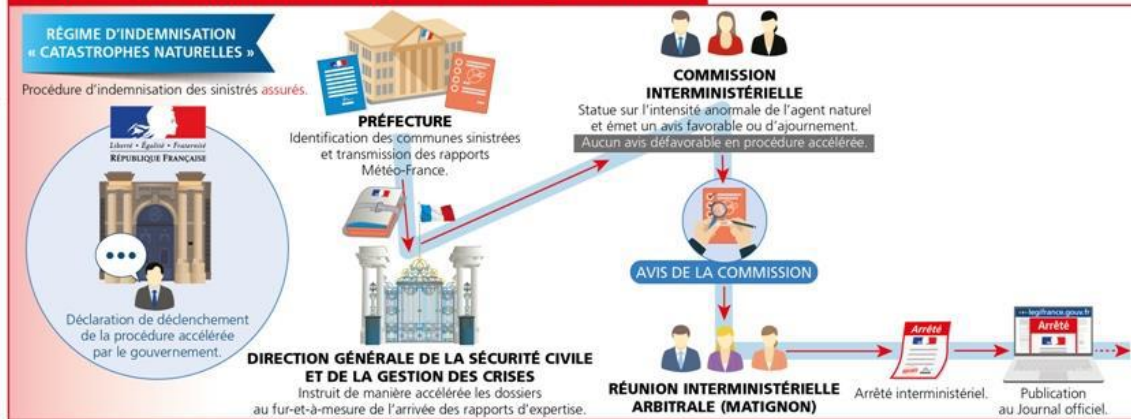 RÉGIME D'INDEMNISATION
« CATASTROPHES NATURELLES »
Procédure d'indemnisation des sinistrés assurés.
Liberté • Égalité • Fraternité
RÉPUBLIQUE FRANÇAISE
Déclaration de déclenchement
de la procédure accélérée
par le gouvernement.
PRÉFECTURE
Identification des communes sinistrées
et transmission des rapports
Météo-France.
DIRECTION GÉNÉRALE DE LA SÉCURITÉ CIVILE
ET DE LA GESTION DES CRISES
Instruit de manière accélérée les dossiers
au fur-et-à-mesure de l'arrivée des rapports d'expertise.
COMMISSION
INTERMINISTÉRIELLE
Statue sur l'intensité anormale de l'agent naturel
et émet un avis favorable ou d'ajournement.
Aucun avis défavorable en procédure accélérée.
AVIS DE LA COMMISSION
RÉUNION INTERMINISTÉRIELLE
ARBITRALE (MATIGNON)
Arrêté
Arrêté interministériel.
legifrance.gouv.fr
Arrêté
Publication
au Journal officiel.